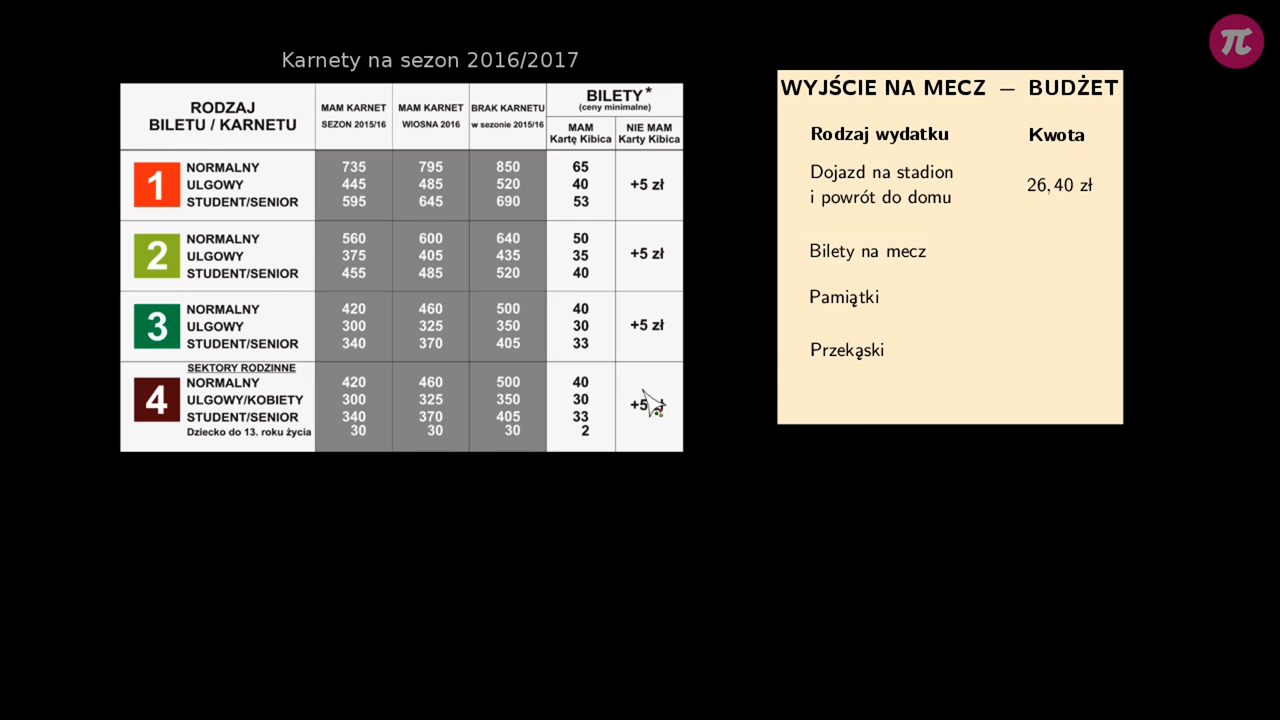 Karnety na sezon 2016/2017
RODZAJ
BILETU / KARNETU
MAM KARNET
SEZON 2015/16
MAM KARNET
WIOSNA 2016
BRAK KARNETU
w sezonie 2015/16
BILETY *
(ceny minimalne)
MAM
Kartę Kibica
NIE MAM
Karty Kibica
1
NORMALNY 735 795 850 65
ULGOWY 445 485 520 40 +5 zł
STUDENT/SENIOR 595 645 690 53
2
NORMALNY 560 600 640 50
ULGOWY 375 405 435 35 +5 zł
STUDENT/SENIOR 455 485 520 40
3
NORMALNY 420 460 500 40
ULGOWY 300 325 350 30 +5 zł
STUDENT/SENIOR 340 370 405 33
SEKTORY RODZINNE
4
NORMALNY 420 460 500 40
ULGOWY/KOBIETY 300 325 350 30 +5
STUDENT/SENIOR 340 370 405 33
Dziecko do 13. roku życia 30 30 30 2
WYJŚCIE NA MECZ – BUDŻET
Rodzaj wydatku Kwota
Dojazd na stadion
i powrót do domu 26,40 zł
Bilety na mecz
Pamiątki
Przekąski
π